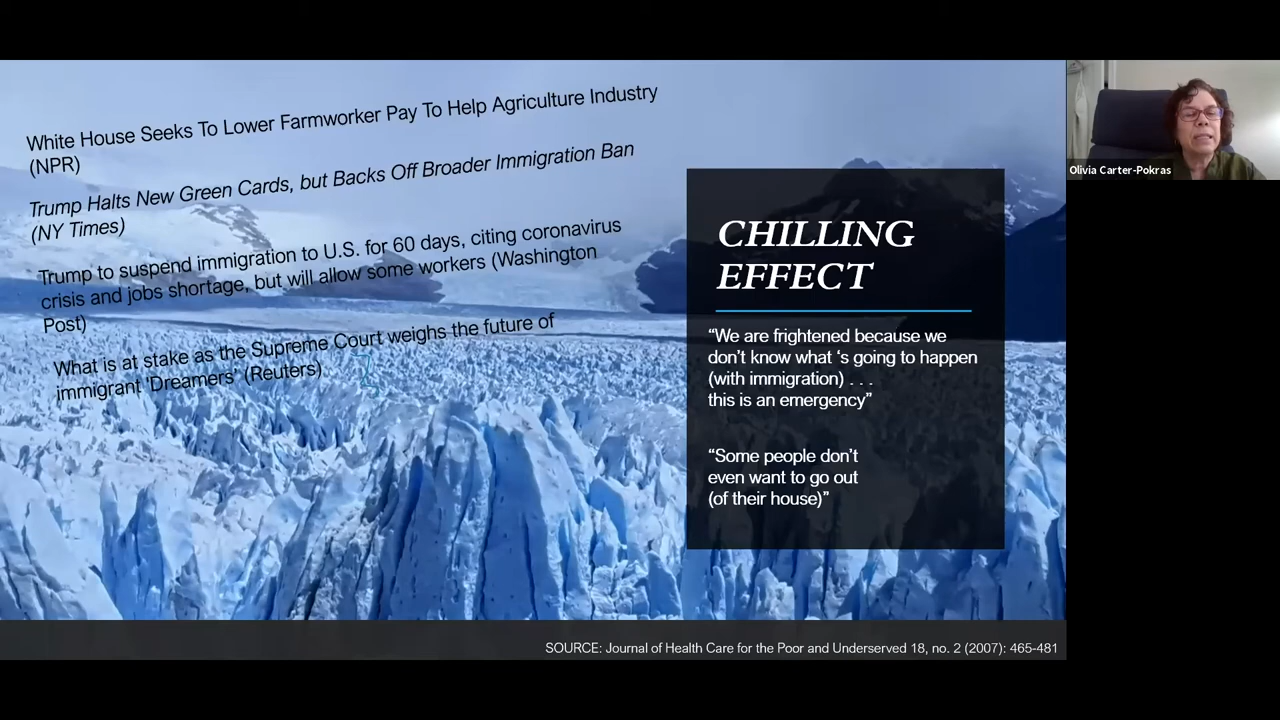 White House Seeks To Lower Farmworker Pay To Help Agriculture Industry
(NPR)
Trump Halts New Green Cards, but Backs Off Broader Immigration Ban
(NY Times)
Trump to suspend immigration to U.S. for 60 days, citing coronavirus
crisis and jobs shortage, but will allow some workers (Washington
Post)
What is at stake as the Supreme Court weighs the future of
immigrant 'Dreamers' (Reuters)
CHILLING
EFFECT
“We are frightened because we
don’t know what ‘s going to happen
(with immigration) . . .
this is an emergency”
“Some people don’t
even want to go out
(of their house)”
SOURCE: Journal of Health Care for the Poor and Underserved 18, no. 2 (2007): 465-481
Olivia Carter-Pokras